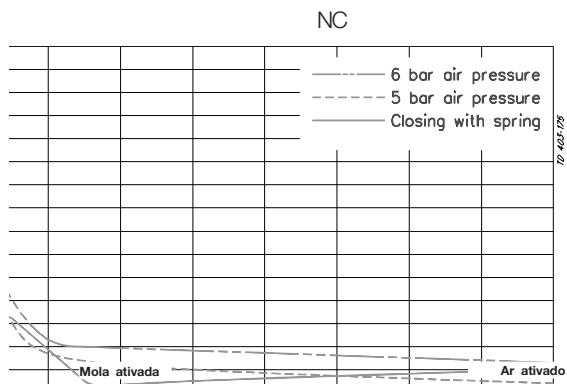 NC
6 bar air pressure
5 bar air pressure
Closing with spring
TD 403-175
Mola ativada
Ar ativado